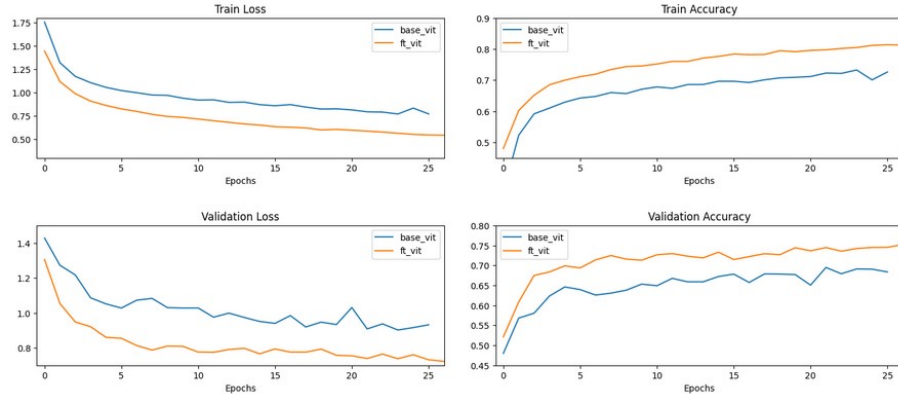 Train Loss
1.75
1.50
1.25
1.00
0.75
0.50
base_vit
ft_vit
0 5 10 15 20 25
Epochs
Train Accuracy
0.9
0.8
0.7
0.6
0.5
base_vit
ft_vit
0 5 10 15 20 25
Epochs
Validation Loss
1.4
1.2
1.0
0.8
base_vit
ft_vit
0 5 10 15 20 25
Epochs
Validation Accuracy
0.80
0.75
0.70
0.65
0.60
0.55
0.50
0.45
base_vit
ft_vit
0 5 10 15 20 25
Epochs